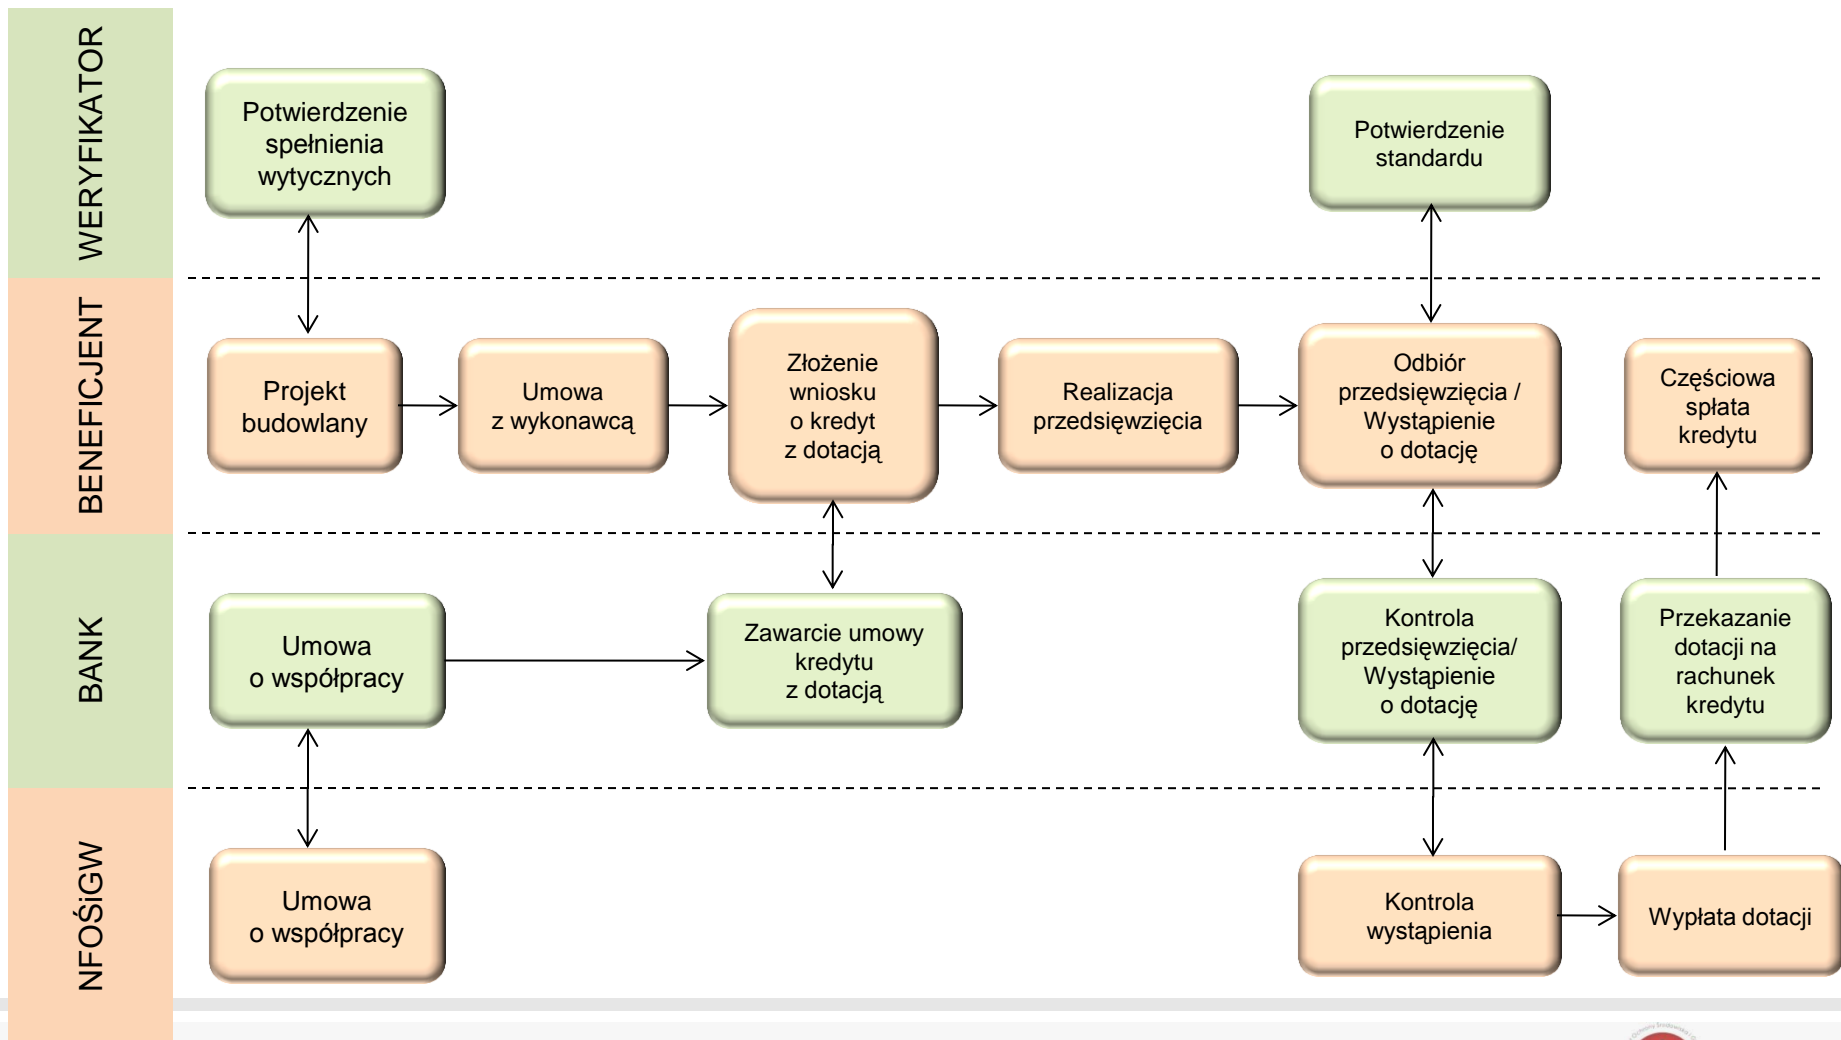 WERYFIKATOR
Potwierdzenie
spełnienia
wytycznych
Potwierdzenie
standardu
BENEFICJENT
Projekt
budowlany
Umowa
z wykonawcą
Złożenie
wniosku
o kredyt
z dotacją
Realizacja
przedsięwzięcia
Odbiór
przedsięwzięcia /
Wystąpienie
o dotację
Częściowa
spłata
kredytu
BANK
Umowa
o współpracy
Zawarcie umowy
kredytu
z dotacją
Kontrola
przedsięwzięcia/
Wystąpienie
o dotację
Przekazanie
dotacji na
rachunek
kredytu
NFOŚiGW
Umowa
o współpracy
Kontrola
wystąpienia
Wypłata dotacji